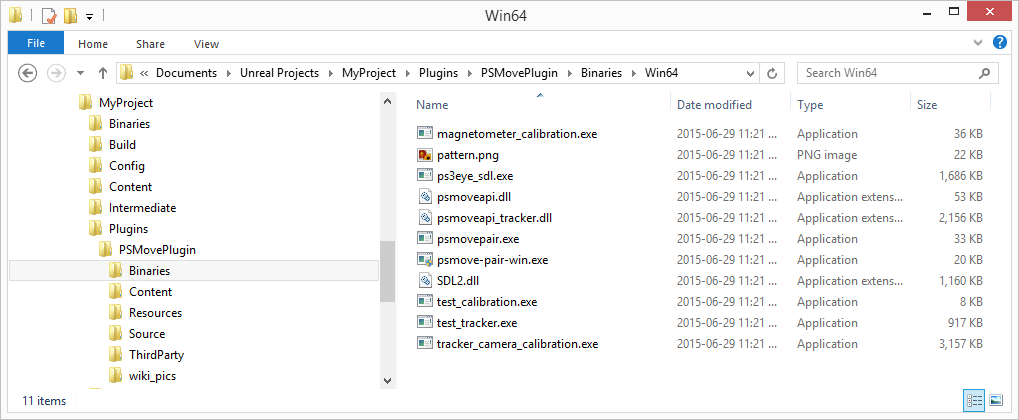 Win64
File Home Share View
« Documents Unreal Projects MyProject Plugins PSMovePlugin Binaries Win64 Search Win64
MyProject
Binaries
Build
Config
Content
Intermediate
Plugins
PSMovePlugin
Binaries
Content
Resources
Source
ThirdParty
wiki_pics
Name Date modified Type Size
magnetometer_calibration.exe 2015-06-29 11:21 ... Application 36 KB
pattern.png 2015-06-29 11:21 ... PNG image 22 KB
ps3eye_sdl.exe 2015-06-29 11:21 ... Application 1,686 KB
psmoveapi.dll 2015-06-29 11:21 ... Application extens... 53 KB
psmoveapi_tracker.dll 2015-06-29 11:21 ... Application extens... 2,156 KB
psmovepair.exe 2015-06-29 11:21 ... Application 33 KB
psmove-pair-win.exe 2015-06-29 11:21 ... Application 20 KB
SDL2.dll 2015-06-29 11:21 ... Application extens... 1,160 KB
test_calibration.exe 2015-06-29 11:21 ... Application 8 KB
test_tracker.exe 2015-06-29 11:21 ... Application 917 KB
tracker_camera_calibration.exe 2015-06-29 11:21 ... Application 3,157 KB
11 items